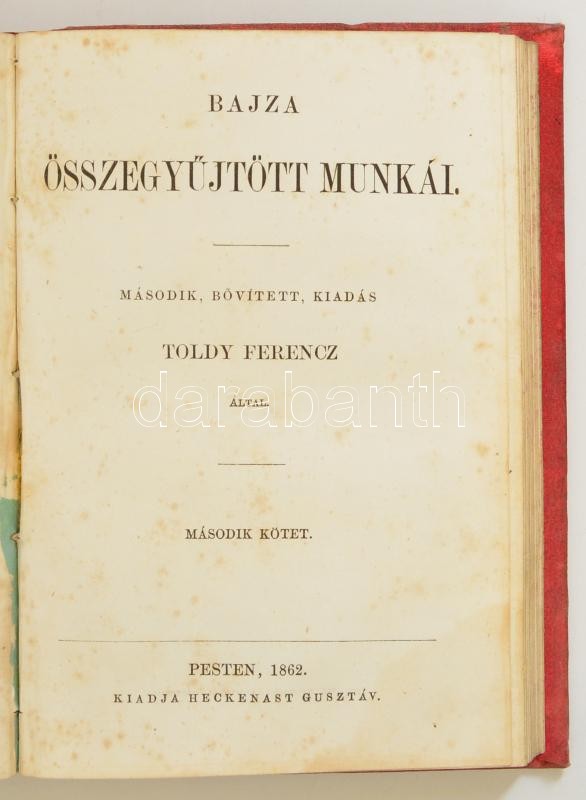 BAJZA
ÖSSZEGYŰJTÖTT MUNKÁI.
MÁSODIK, BŐVÍTETT, KIADÁS
TOLDY FERENCZ
ÁLTAL.
darabanth
MÁSODIK KÖTET.
PESTEN, 1862.
KIADJA HECKENAST GUSZTÁV.